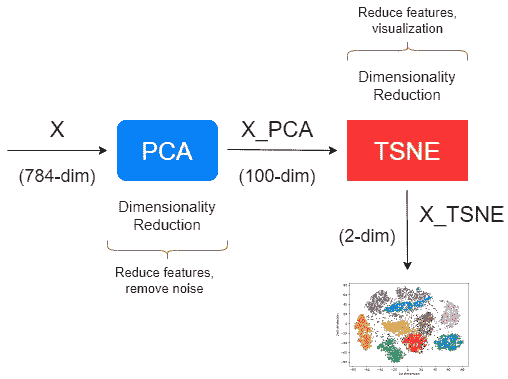 Reduce features,
visualization
Dimensionality
Reduction
X
PCA
X_PCA
TSNE
(784-dim)
(100-dim)
Dimensionality
Reduction
Reduce features,
remove noise
X_TSNE
(2-dim)